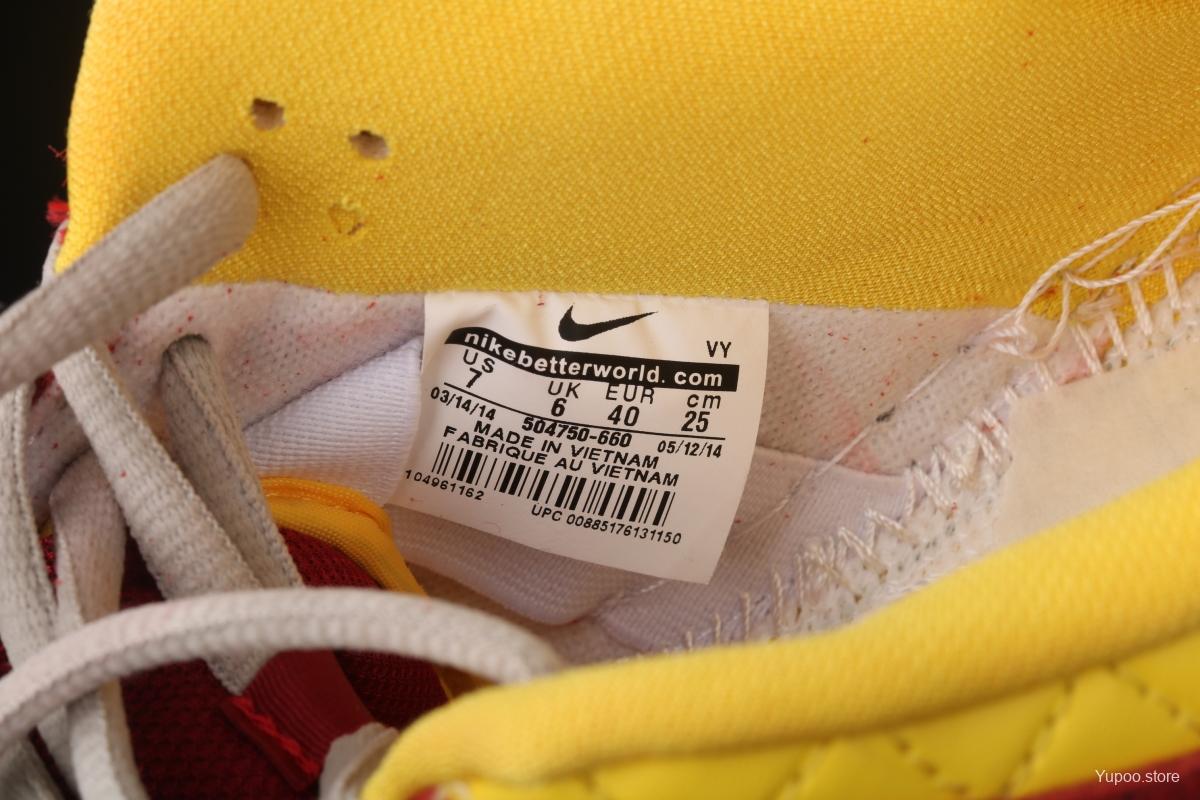 VY
nikebetterworld.com
US UK EUR cm
7 6 40 25
03/14/14 504750-660 05/12/14
MADE IN VIETNAM
FABRIQUE AU VIETNAM
104961162
UPC 00885176131150
Yupoo.store